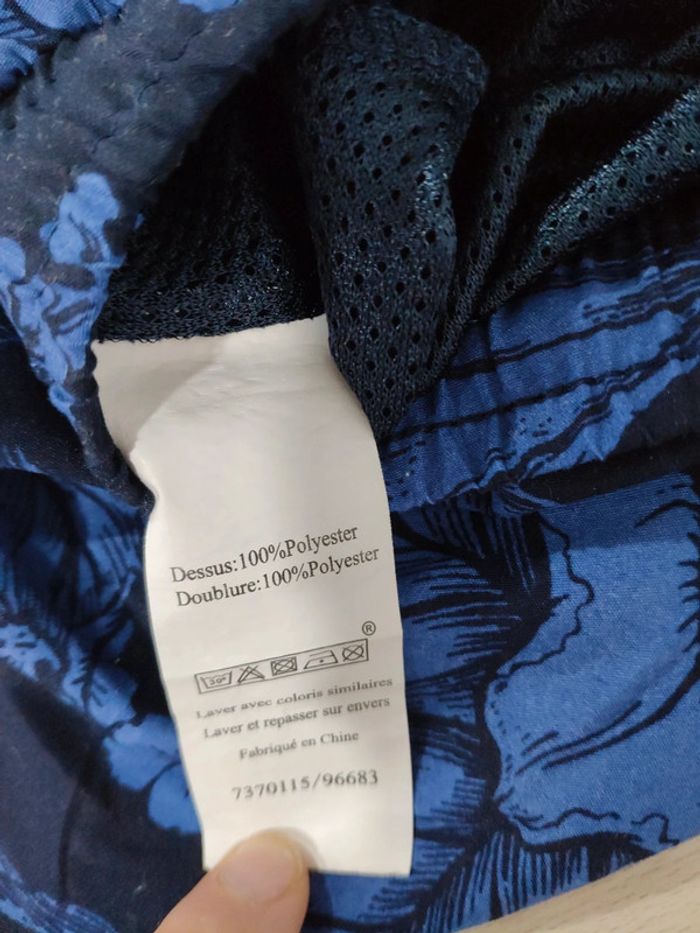 Dessus:100%Polyester
Doublure:100%Polyester
®
30°
Laver avec coloris similaires
Laver et repasser sur envers
Fabriqué en Chine
7370115/96683